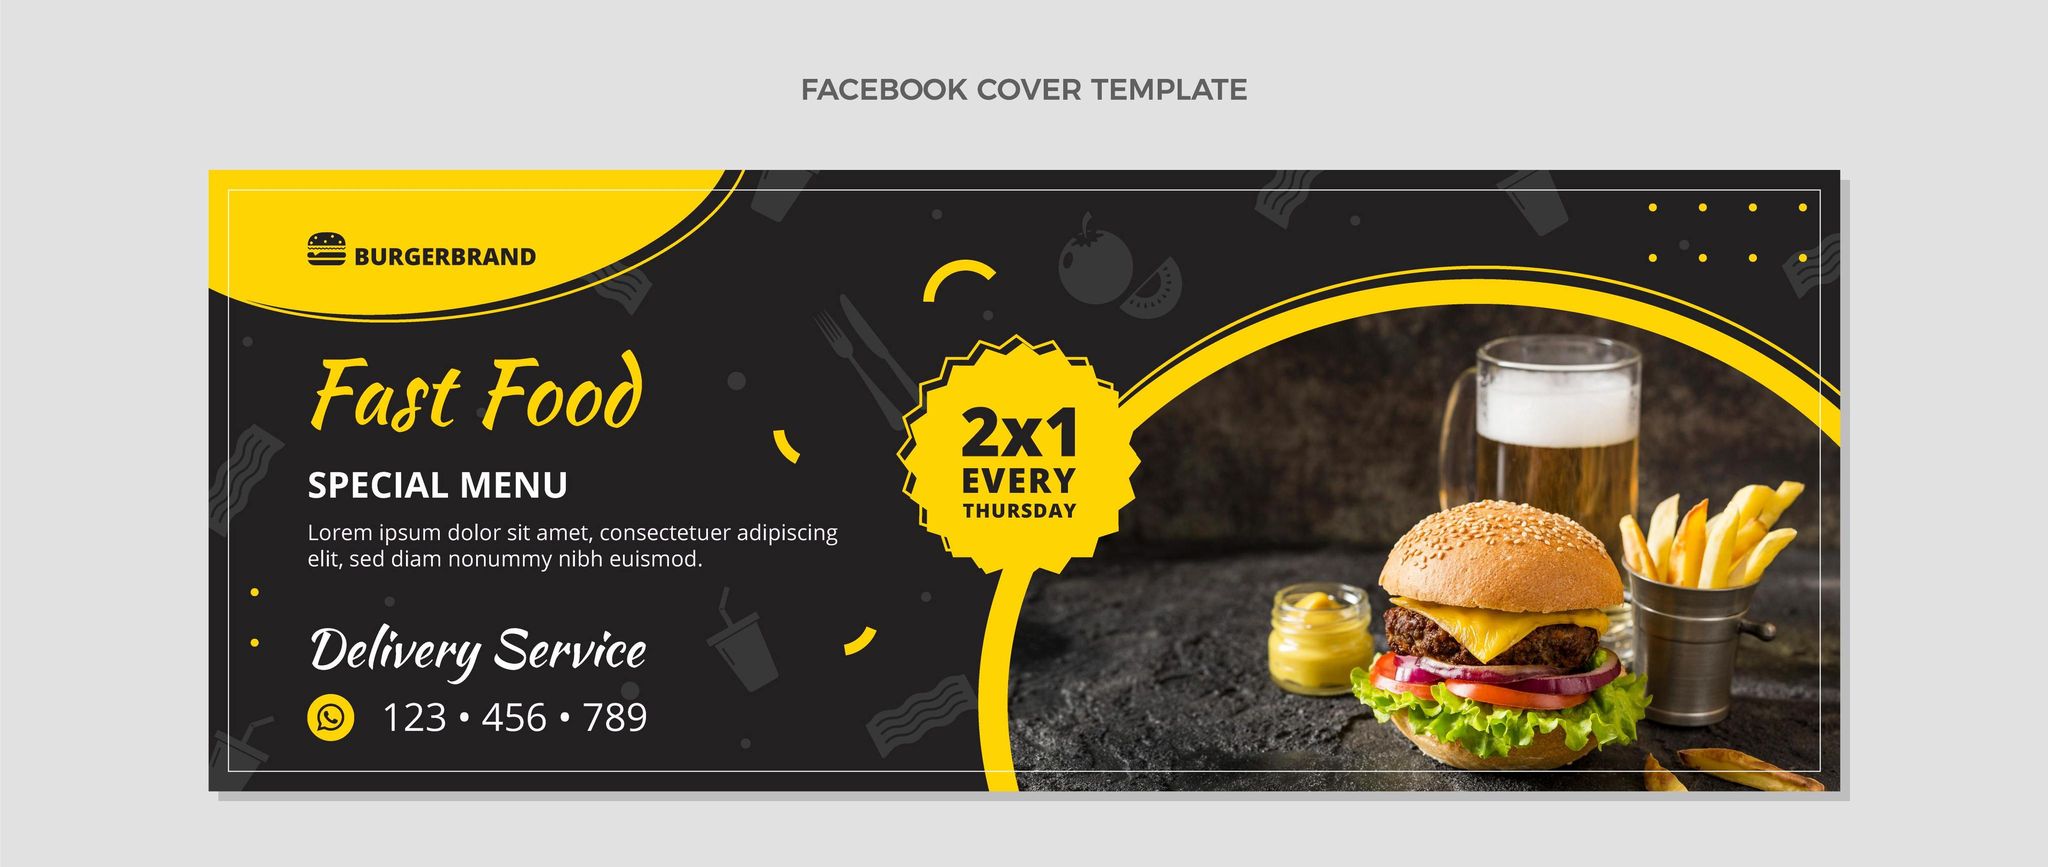 FACEBOOK COVER TEMPLATE
BURGERBRAND
Fast Food
SPECIAL MENU
Lorem ipsum dolor sit amet, consectetuer adipiscing
elit, sed diam nonummy nibh euismod.
Delivery Service
123 • 456 • 789
2x1
EVERY
THURSDAY